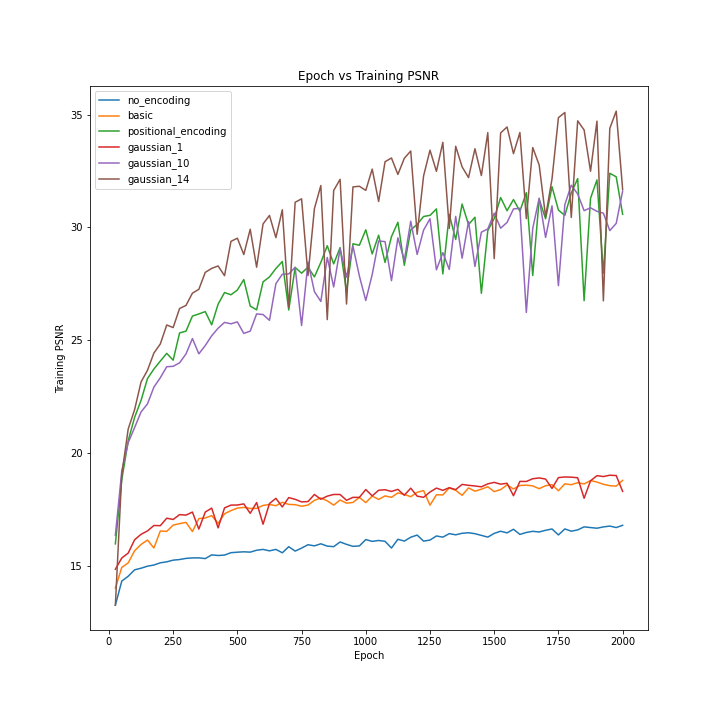 Epoch vs Training PSNR
no_encoding
basic
positional_encoding
gaussian_1
gaussian_10
gaussian_14
35
30
25
20
15
Training PSNR
0 250 500 750 1000 1250 1500 1750 2000
Epoch